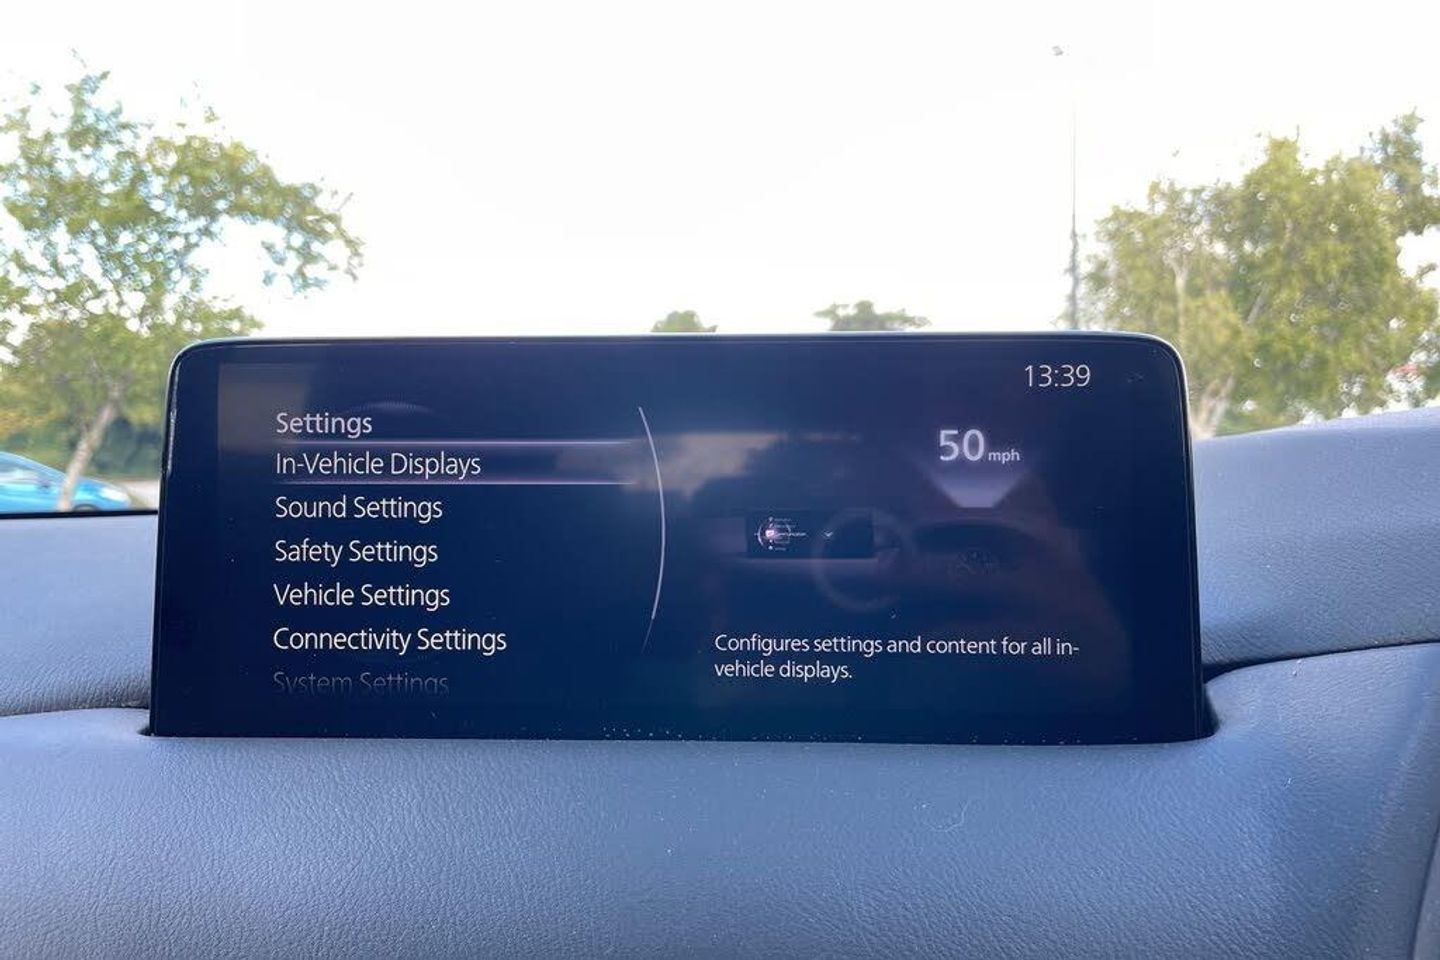 13:39
Settings
In-Vehicle Displays
Sound Settings
Safety Settings
Vehicle Settings
Connectivity Settings
System Settings
50 mph
Configures settings and content for all in-
vehicle displays.